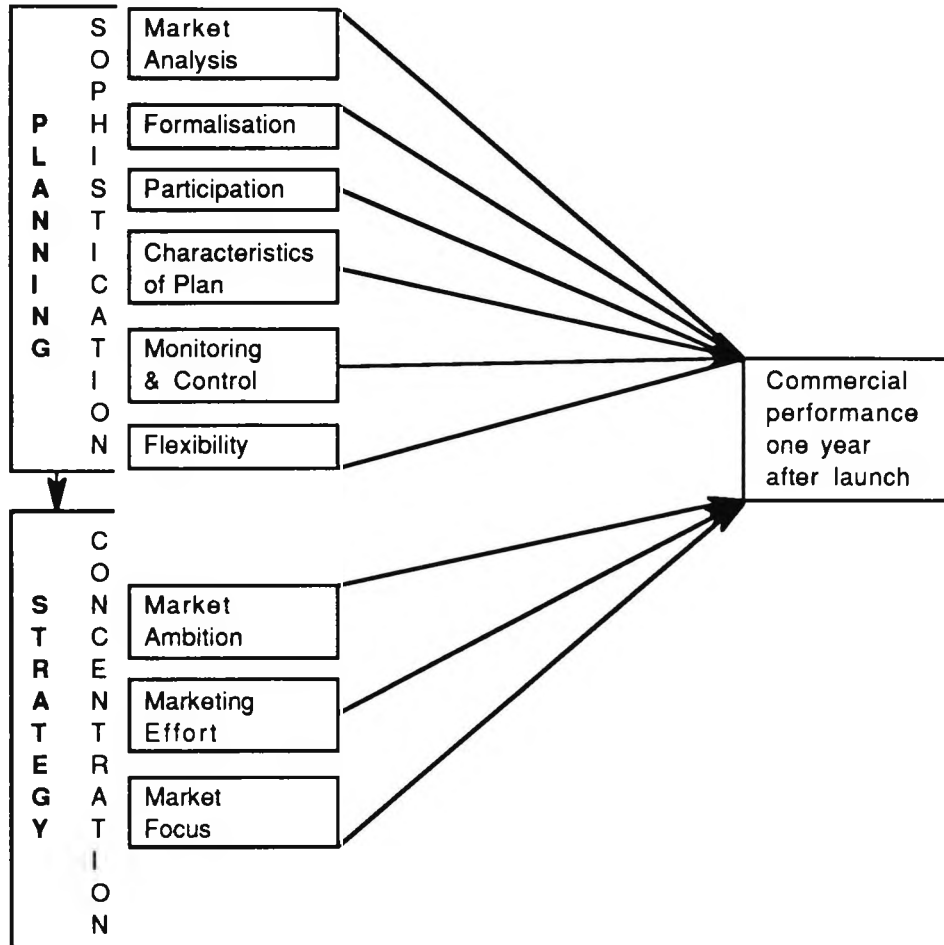 PLANNING
SOPHISTICATION
Market
Analysis
Formalisation
Participation
Characteristics
of Plan
Monitoring
& Control
Flexibility
Commercial
performance
one year
after launch
STRATEGY
CONCENTRATION
Market
Ambition
Marketing
Effort
Market
Focus